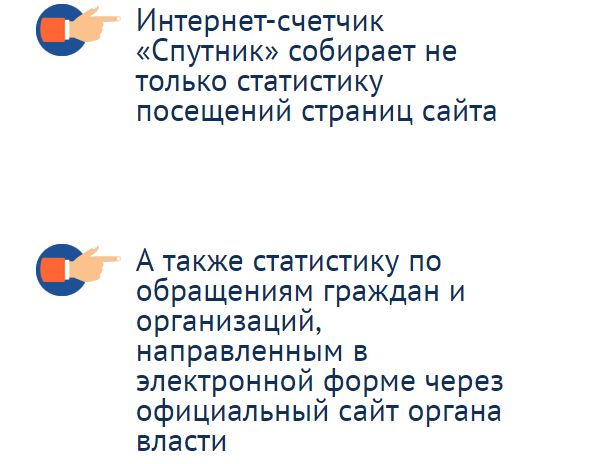 Интернет-счетчик
«Спутник» собирает не
только статистику
посещений страниц сайта
А также статистику по
обращениям граждан и
организаций,
направленным в
электронной форме через
официальный сайт органа
власти